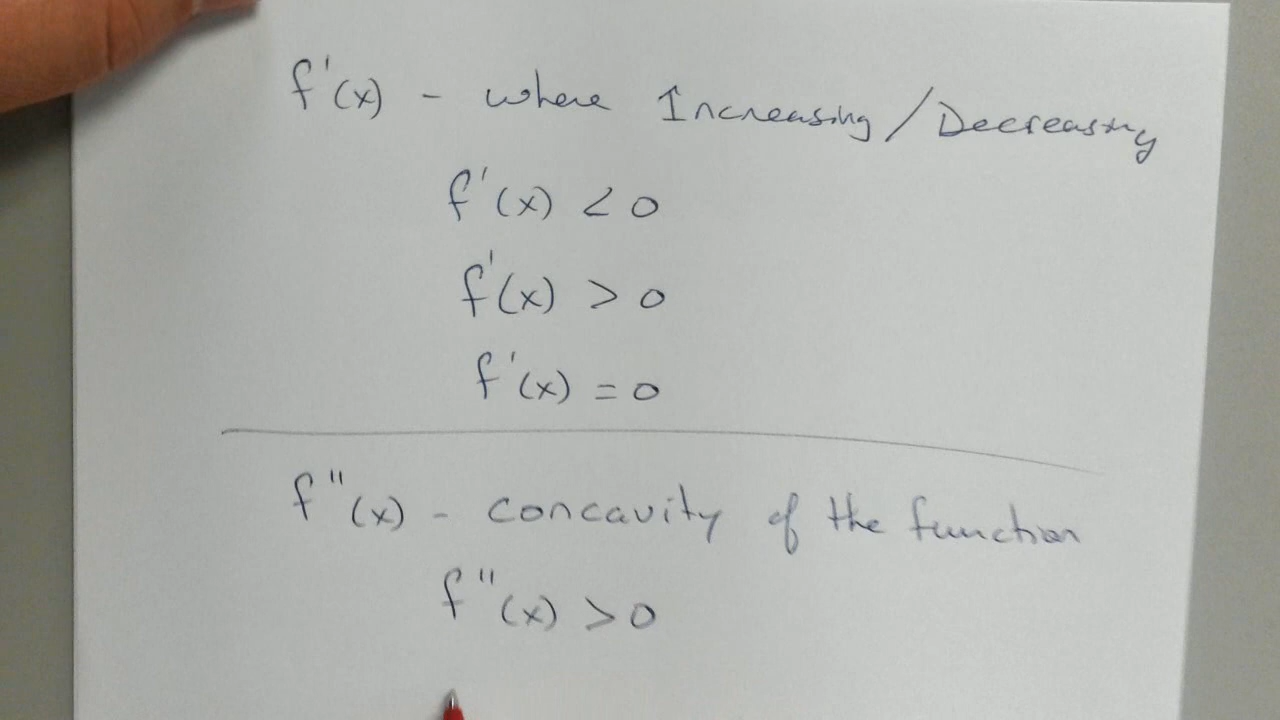 f'(x) - where Increasing/Decreasing
f'(x) < 0
f'(x) > 0
f'(x) = 0
f"(x) - concavity of the function
f"(x) > 0